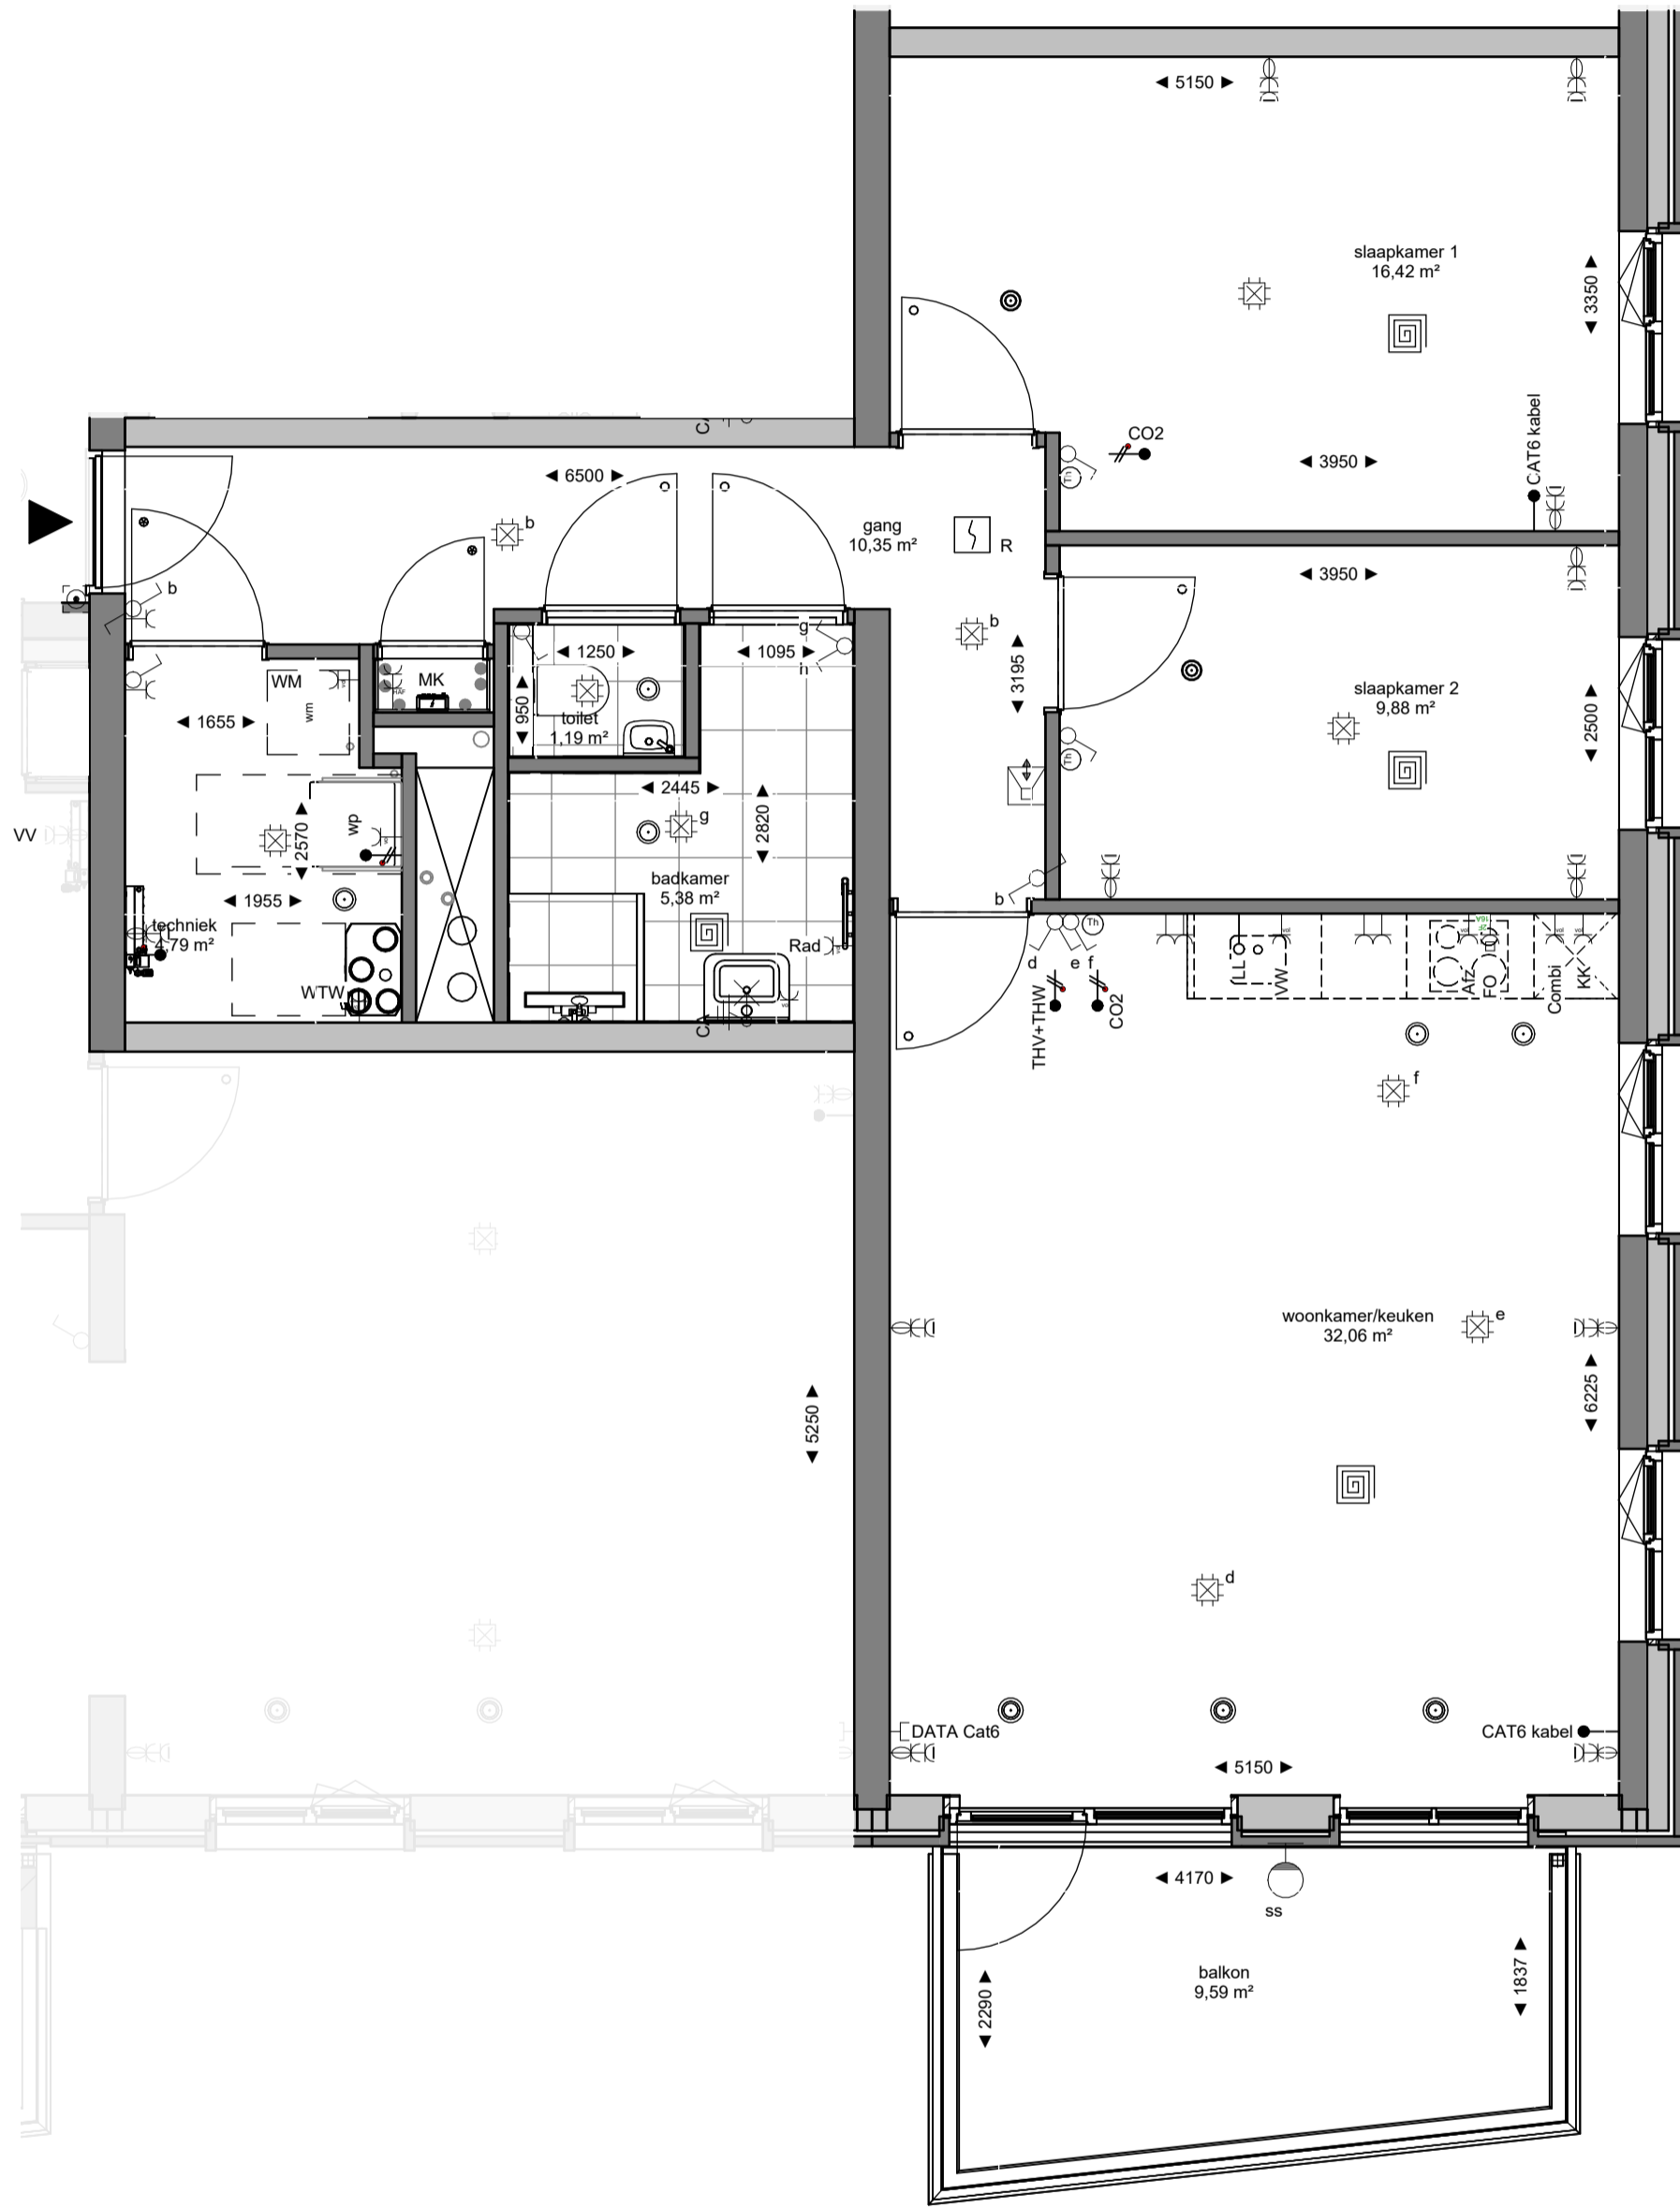 ◄ 5150 ►
slaapkamer 1
16,42 m²
◄ 3350 ►
CO2
Th
◄ 3950 ►
CAT6 kabel
◄ 6500 ►
b
gang
10,35 m²
R
◄ 3950 ►
b
g
h
b
◄ 1250 ►
◄ 1095 ►
◄ 3195 ►
WM
wm
MK
◄ 950 ►
toilet
1,19 m²
◄ 1655 ►
slaapkamer 2
9,88 m²
◄ 2500 ►
Th
◄ 2445 ►
g
◄ 2820 ►
VV
wp
◄ 2570 ►
badkamer
5,38 m²
◄ 1955 ►
techniek
4,79 m²
Rad
WTW
b
Th
d
e
f
THV+THW
CO2
LL
VW
Afz
FO
16A
Combi
KK
f
woonkamer/keuken
32,06 m²
e
◄ 5250 ►
◄ 6225 ►
d
DATA Cat6
CAT6 kabel
◄ 5150 ►
◄ 4170 ►
ss
balkon
9,59 m²
◄ 2290 ►
◄ 1837 ►